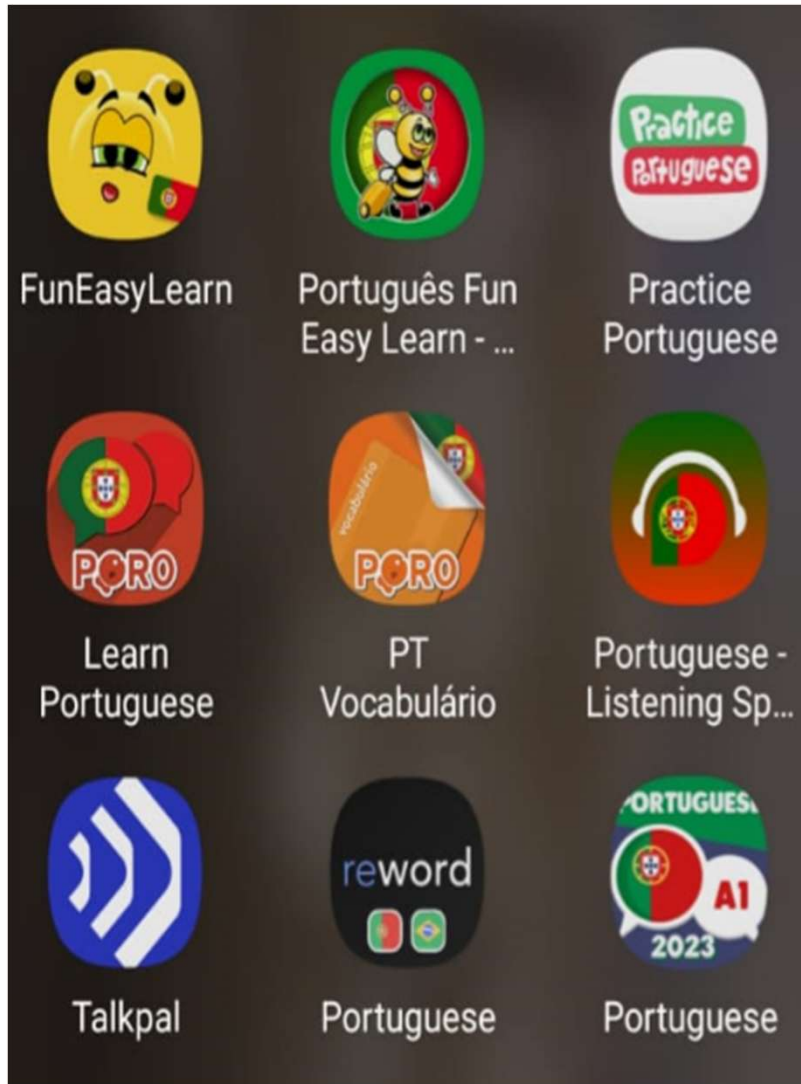 Practice
Portuguese
FunEasyLearn
Português Fun
Easy Learn - ...
Practice
Portuguese
vocabulário
PORO
PORO
Learn
Portuguese
PT
Vocabulário
Portuguese -
Listening Sp...
reword
PORTUGUESE
A1
2023
Talkpal
Portuguese
Portuguese